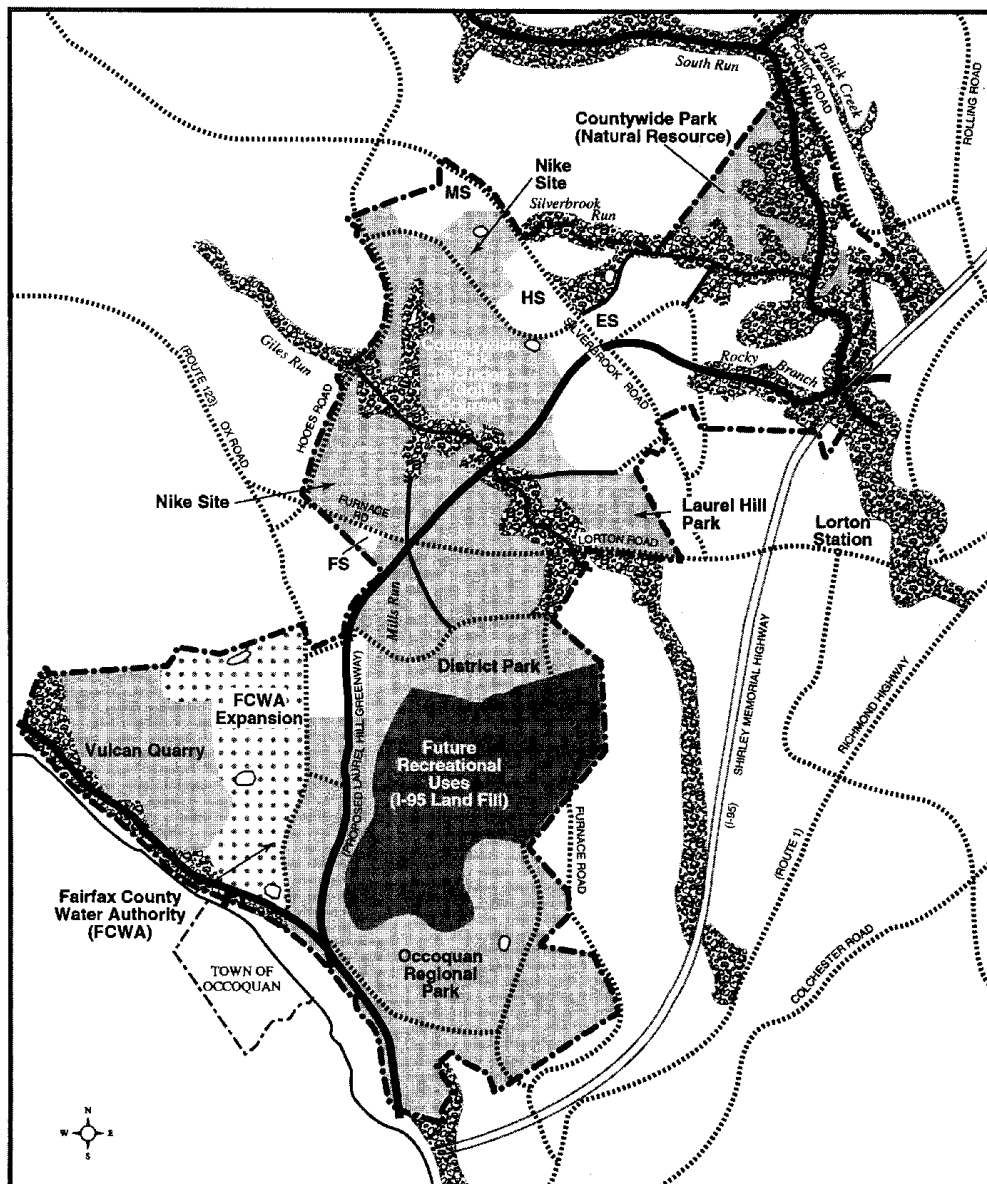 South Run
POHICK ROAD
Pohick Creek
ROLLING ROAD
Countywide Park
(Natural Resource)
Nike
Site
MS
Silverbrook
Run
HS
ES
SILVERBROOK ROAD
Giles Run
Rocky Branch
(ROUTE 123)
OX ROAD
HOOES ROAD
Nike Site
FURNACE
RD
FS
Laurel Hill
Park
LORTON ROAD
Lorton
Station
Mills Run
District Park
FCWA
Expansion
Vulcan Quarry
(PROPOSED LAUREL HILL GREENWAY)
Future
Recreational
Uses
(I-95 Land Fill)
SHIRLEY MEMORIAL HIGHWAY
(I-95)
RICHMOND HIGHWAY
(ROUTE 1)
FURNACE ROAD
Fairfax County
Water Authority
(FCWA)
TOWN OF
OCCOQUAN
Occoquan
Regional
Park
COLCHESTER ROAD
N
W E
S